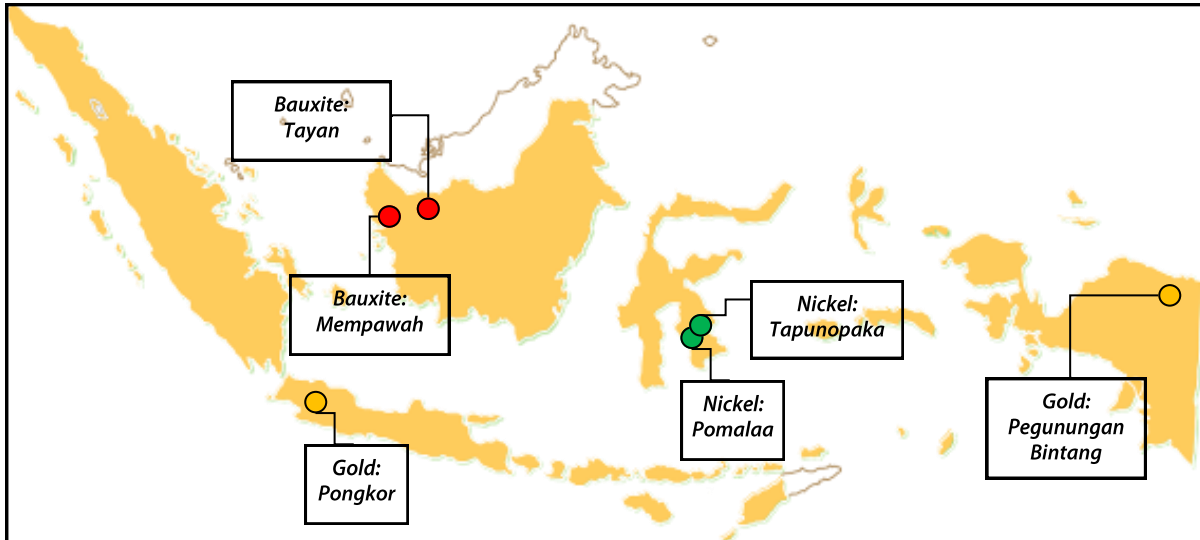 Bauxite:
Tayan
Bauxite:
Mempawah
Nickel:
Tapunopaka
Nickel:
Pomalaa
Gold:
Pegunungan
Bintang
Gold:
Pongkor